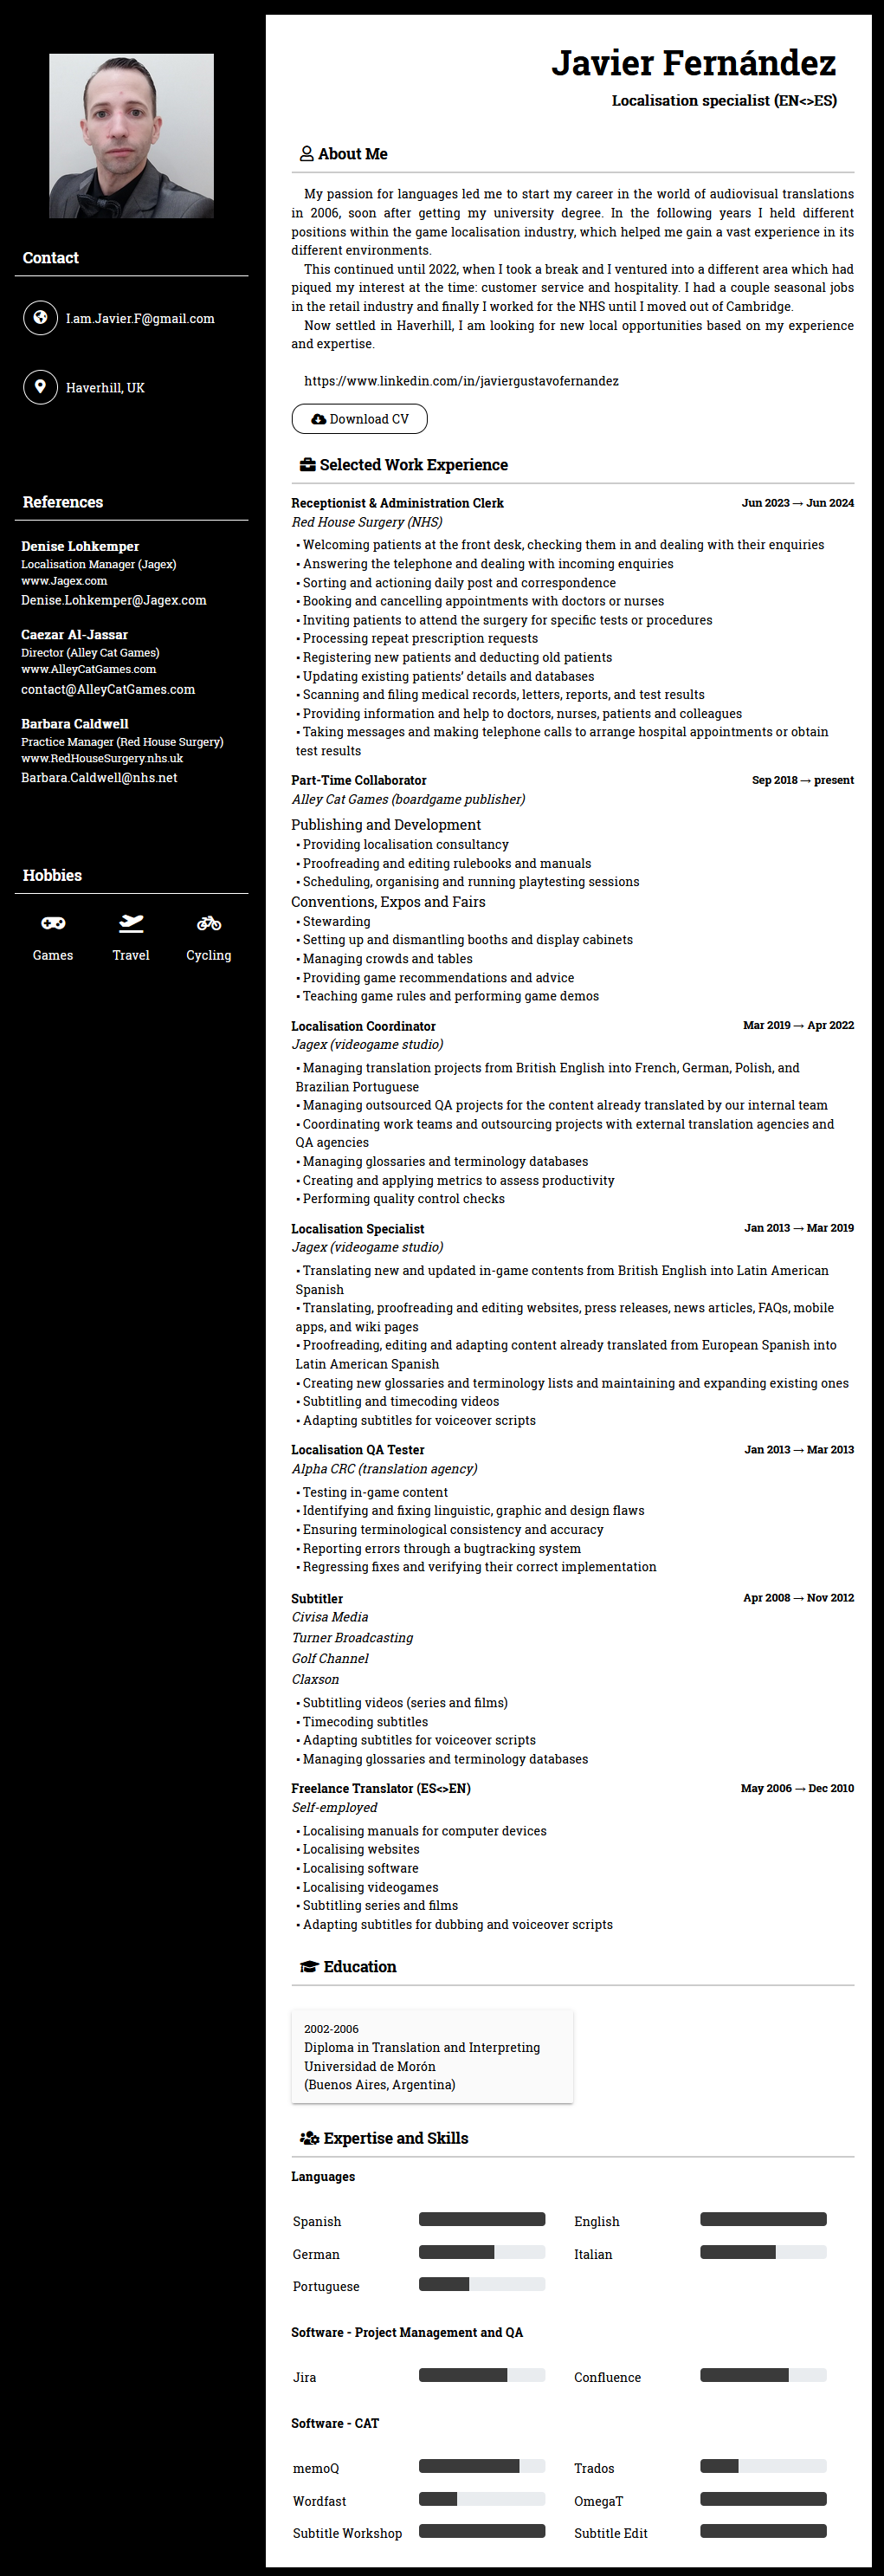 Javier Fernández
Localisation specialist (EN<>ES)
Contact
I.am.Javier.F@gmail.com
Haverhill, UK
References
Denise Lohkemper
Localisation Manager (Jagex)
www.Jagex.com
Denise.Lohkemper@Jagex.com
Caezar Al-Jassar
Director (Alley Cat Games)
www.AlleyCatGames.com
contact@AlleyCatGames.com
Barbara Caldwell
Practice Manager (Red House Surgery)
www.RedHouseSurgery.nhs.uk
Barbara.Caldwell@nhs.net
Hobbies
Games Travel Cycling
About Me
My passion for languages led me to start my career in the world of audiovisual translations
in 2006, soon after getting my university degree. In the following years I held different
positions within the game localisation industry, which helped me gain a vast experience in its
different environments.
This continued until 2022, when I took a break and I ventured into a different area which had
piqued my interest at the time: customer service and hospitality. I had a couple seasonal jobs
in the retail industry and finally I worked for the NHS until I moved out of Cambridge.
Now settled in Haverhill, I am looking for new local opportunities based on my experience
and expertise.
https://www.linkedin.com/in/javiergustavofernandez
Download CV
Selected Work Experience
Receptionist & Administration Clerk Jun 2023 → Jun 2024
Red House Surgery (NHS)
▪ Welcoming patients at the front desk, checking them in and dealing with their enquiries
▪ Answering the telephone and dealing with incoming enquiries
▪ Sorting and actioning daily post and correspondence
▪ Booking and cancelling appointments with doctors or nurses
▪ Inviting patients to attend the surgery for specific tests or procedures
▪ Processing repeat prescription requests
▪ Registering new patients and deducting old patients
▪ Updating existing patients' details and databases
▪ Scanning and filing medical records, letters, reports, and test results
▪ Providing information and help to doctors, nurses, patients and colleagues
▪ Taking messages and making telephone calls to arrange hospital appointments or obtain
test results
Part-Time Collaborator Sep 2018 → present
Alley Cat Games (boardgame publisher)
Publishing and Development
▪ Providing localisation consultancy
▪ Proofreading and editing rulebooks and manuals
▪ Scheduling, organising and running playtesting sessions
Conventions, Expos and Fairs
▪ Stewarding
▪ Setting up and dismantling booths and display cabinets
▪ Managing crowds and tables
▪ Providing game recommendations and advice
▪ Teaching game rules and performing game demos
Localisation Coordinator Mar 2019 → Apr 2022
Jagex (videogame studio)
▪ Managing translation projects from British English into French, German, Polish, and
Brazilian Portuguese
▪ Managing outsourced QA projects for the content already translated by our internal team
▪ Coordinating work teams and outsourcing projects with external translation agencies and
QA agencies
▪ Managing glossaries and terminology databases
▪ Creating and applying metrics to assess productivity
▪ Performing quality control checks
Localisation Specialist Jan 2013 → Mar 2019
Jagex (videogame studio)
▪ Translating new and updated in-game contents from British English into Latin American
Spanish
▪ Translating, proofreading and editing websites, press releases, news articles, FAQs, mobile
apps, and wiki pages
▪ Proofreading, editing and adapting content already translated from European Spanish into
Latin American Spanish
▪ Creating new glossaries and terminology lists and maintaining and expanding existing ones
▪ Subtitling and timecoding videos
▪ Adapting subtitles for voiceover scripts
Localisation QA Tester Jan 2013 → Mar 2013
Alpha CRC (translation agency)
▪ Testing in-game content
▪ Identifying and fixing linguistic, graphic and design flaws
▪ Ensuring terminological consistency and accuracy
▪ Reporting errors through a bugtracking system
▪ Regressing fixes and verifying their correct implementation
Subtitler Apr 2008 → Nov 2012
Civisa Media
Turner Broadcasting
Golf Channel
Claxson
▪ Subtitling videos (series and films)
▪ Timecoding subtitles
▪ Adapting subtitles for voiceover scripts
▪ Managing glossaries and terminology databases
Freelance Translator (ES<>EN) May 2006 → Dec 2010
Self-employed
▪ Localising manuals for computer devices
▪ Localising websites
▪ Localising software
▪ Localising videogames
▪ Subtitling series and films
▪ Adapting subtitles for dubbing and voiceover scripts
Education
2002-2006
Diploma in Translation and Interpreting
Universidad de Morón
(Buenos Aires, Argentina)
Expertise and Skills
Languages
Spanish English
German Italian
Portuguese
Software - Project Management and QA
Jira Confluence
Software - CAT
memoQ Trados
Wordfast OmegaT
Subtitle Workshop Subtitle Edit